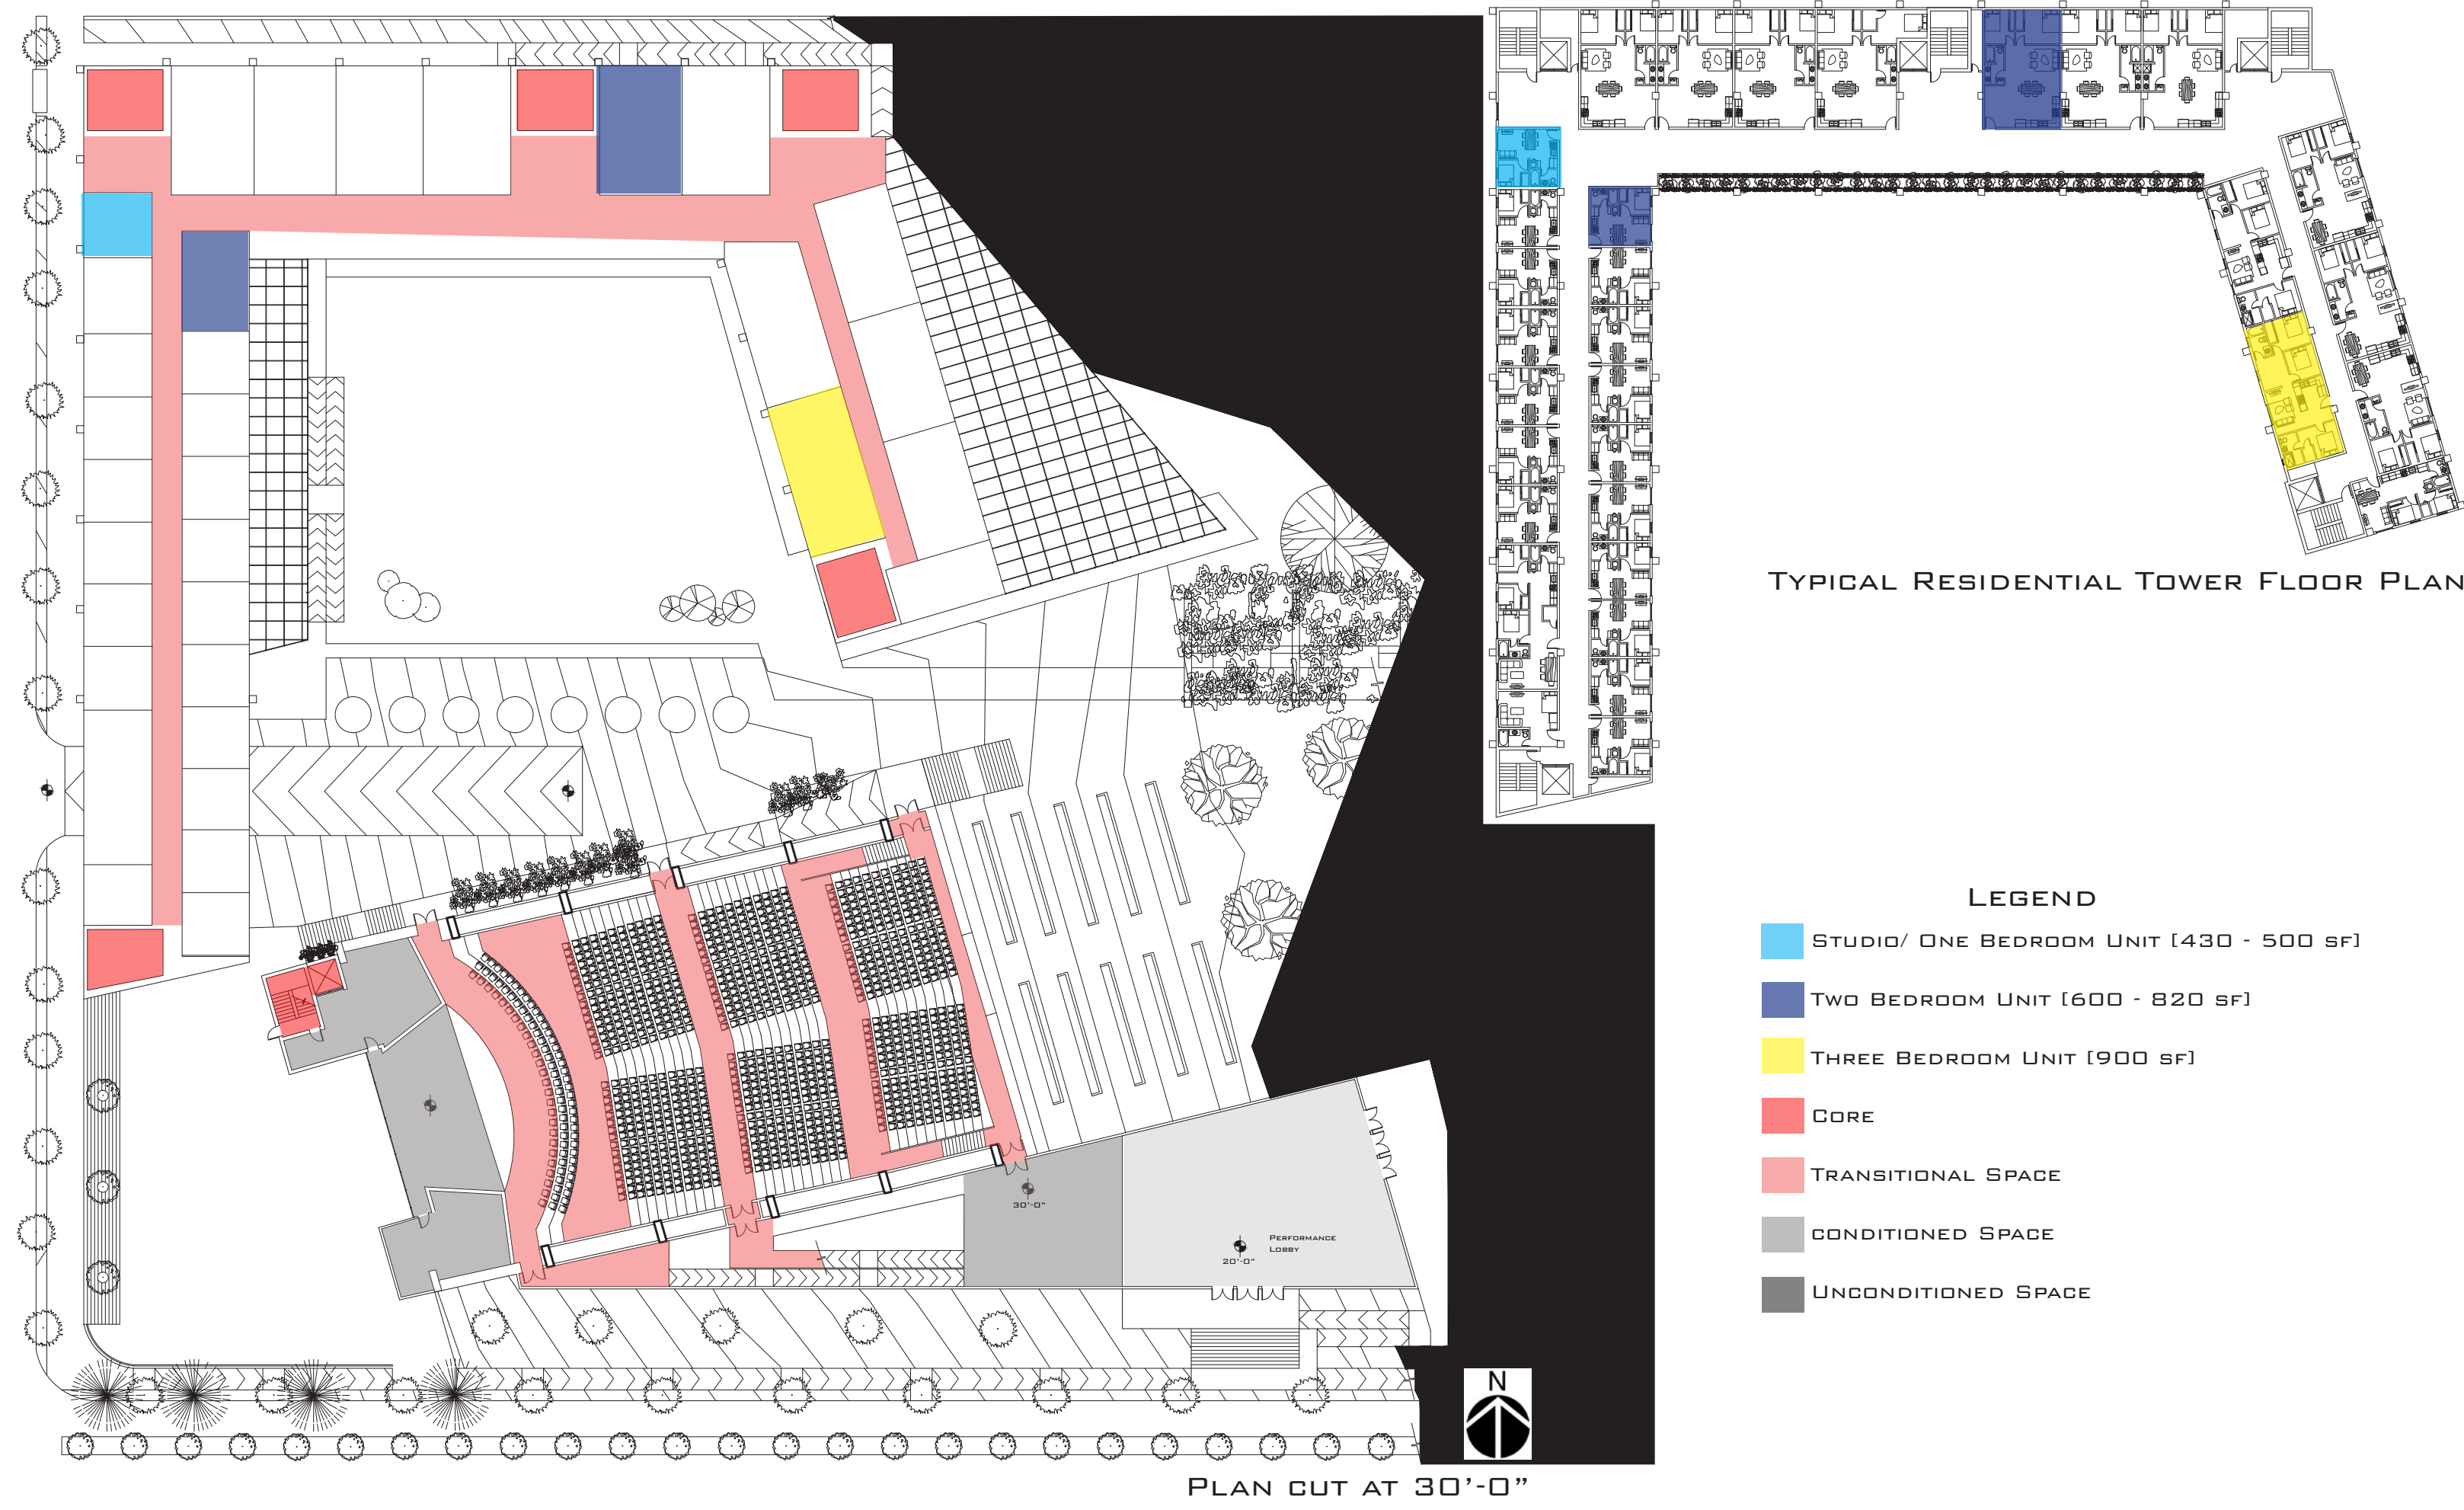 Typical Residential Tower Floor Plan
Legend
Studio/ One Bedroom Unit [430 - 500 sf]
Two Bedroom Unit [600 - 820 sf]
Three Bedroom Unit [900 sf]
Core
Transitional Space
conditioned Space
Unconditioned Space
30'-0"
Performance
Lobby
20'-0"
N
Plan cut at 30'-0"